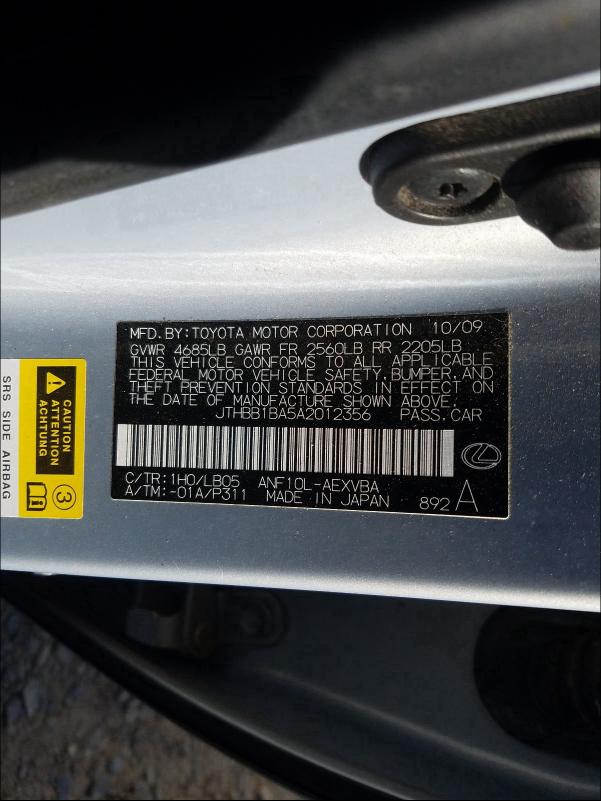 MFD. BY:TOYOTA MOTOR CORPORATION 10/09
GVWR 4685LB GAWR FR 2560LB RR 2205LB
THIS VEHICLE CONFORMS TO ALL APPLICABLE
FEDERAL MOTOR VEHICLE SAFETY, BUMPER, AND
THEFT PREVENTION STANDARDS IN EFFECT ON
THE DATE OF MANUFACTURE SHOWN ABOVE.
JTHBB1BA5A2012356 PASS. CAR
C/TR:1H0/LB05 ANF10L-AEXVBA
A/TM:-01A/P311 MADE IN JAPAN 892 A
CAUTION
ATTENTION
ACHTUNG
3
SRS SIDE AIRBAG